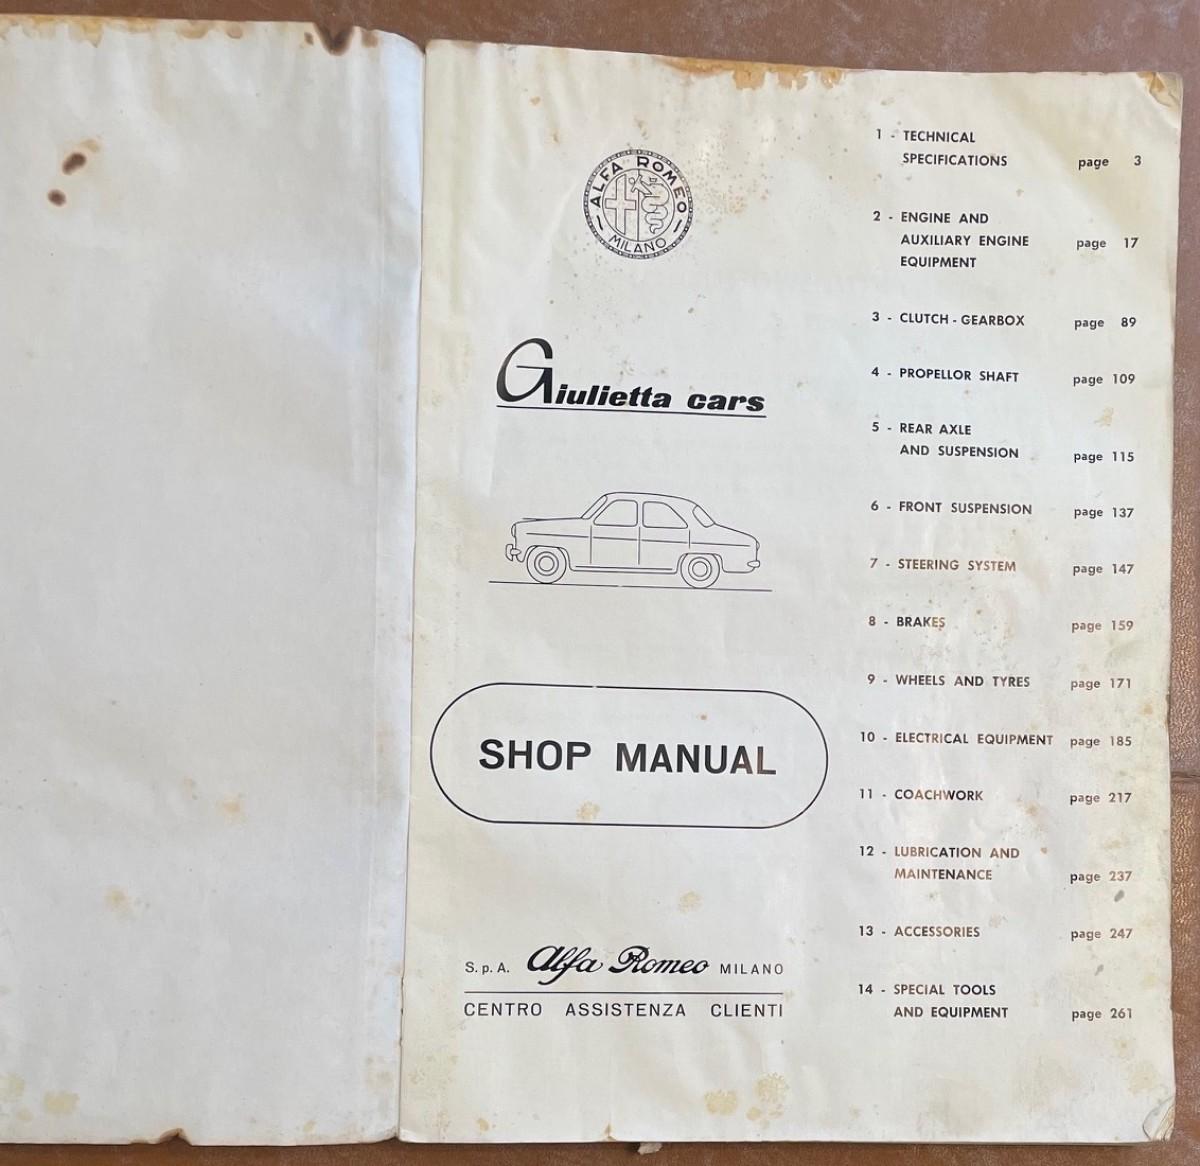 ALFA ROMEO
MILANO
Giulietta cars
SHOP MANUAL
S.p.A. Alfa Romeo MILANO
CENTRO ASSISTENZA CLIENTI
1 - TECHNICAL
SPECIFICATIONS page 3
2 - ENGINE AND
AUXILIARY ENGINE page 17
EQUIPMENT
3 - CLUTCH - GEARBOX page 89
4 - PROPELLOR SHAFT page 109
5 - REAR AXLE
AND SUSPENSION page 115
6 - FRONT SUSPENSION page 137
7 - STEERING SYSTEM page 147
8 - BRAKES page 159
9 - WHEELS AND TYRES page 171
10 - ELECTRICAL EQUIPMENT page 185
11 - COACHWORK page 217
12 - LUBRICATION AND
MAINTENANCE page 237
13 - ACCESSORIES page 247
14 - SPECIAL TOOLS
AND EQUIPMENT page 261